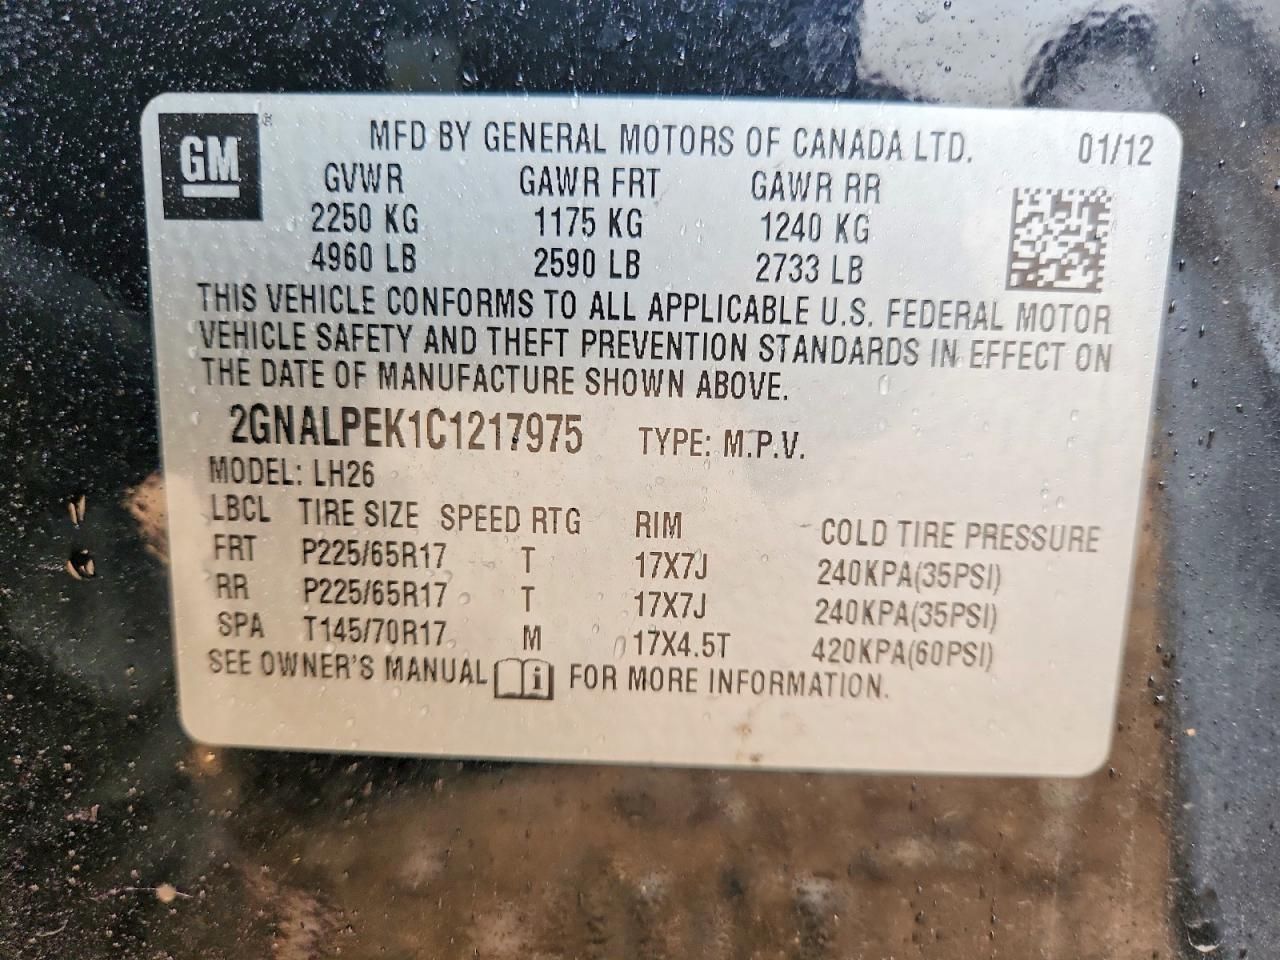 GM ®
MFD BY GENERAL MOTORS OF CANADA LTD. 01/12
GVWR GAWR FRT GAWR RR
2250 KG 1175 KG 1240 KG
4960 LB 2590 LB 2733 LB
THIS VEHICLE CONFORMS TO ALL APPLICABLE U.S. FEDERAL MOTOR
VEHICLE SAFETY AND THEFT PREVENTION STANDARDS IN EFFECT ON
THE DATE OF MANUFACTURE SHOWN ABOVE.
2GNALPEK1C1217975 TYPE: M.P.V.
MODEL: LH26
LBCL TIRE SIZE SPEED RTG RIM COLD TIRE PRESSURE
FRT P225/65R17 T 17X7J 240KPA(35PSI)
RR P225/65R17 T 17X7J 240KPA(35PSI)
SPA T145/70R17 M 17X4.5T 420KPA(60PSI)
SEE OWNER'S MANUAL i FOR MORE INFORMATION.